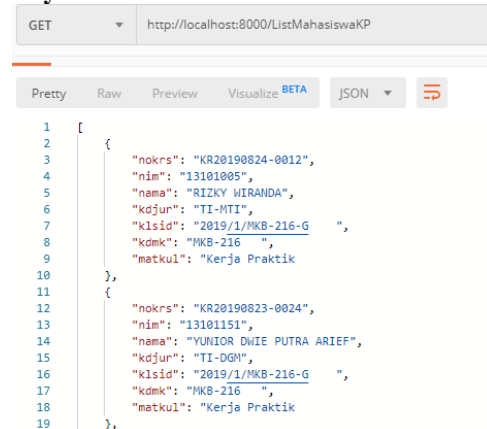 GET http://localhost:8000/ListMahasiswaKP
Pretty Raw Preview Visualize BETA JSON
1 [
2 {
3 "nokrs": "KR20190824-0012",
4 "nim": "13101005",
5 "nama": "RIZKY WIRANDA",
6 "kdjur": "TI-MTI",
7 "klsid": "2019/1/MKB-216-G    ",
8 "kdmk": "MKB-216  ",
9 "matkul": "Kerja Praktik
10 },
11 {
12 "nokrs": "KR20190823-0024",
13 "nim": "13101151",
14 "nama": "YUNIOR DWIE PUTRA ARIEF",
15 "kdjur": "TI-DGM",
16 "klsid": "2019/1/MKB-216-G    ",
17 "kdmk": "MKB-216  ",
18 "matkul": "Kerja Praktik
19 },